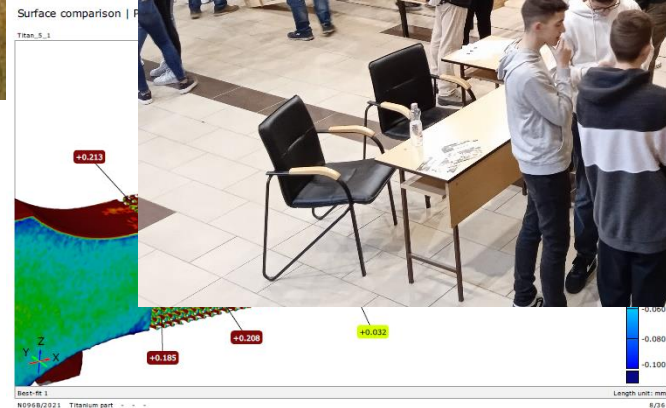 Surface comparison |
Titan_5_1
+0.213
-0.060
+0.032
+0.208
-0.080
+0.185
-0.100
Z
Y
X
Best-fit 1
Length unit: mm
N096B/2021 Titanium part - - -
8/36